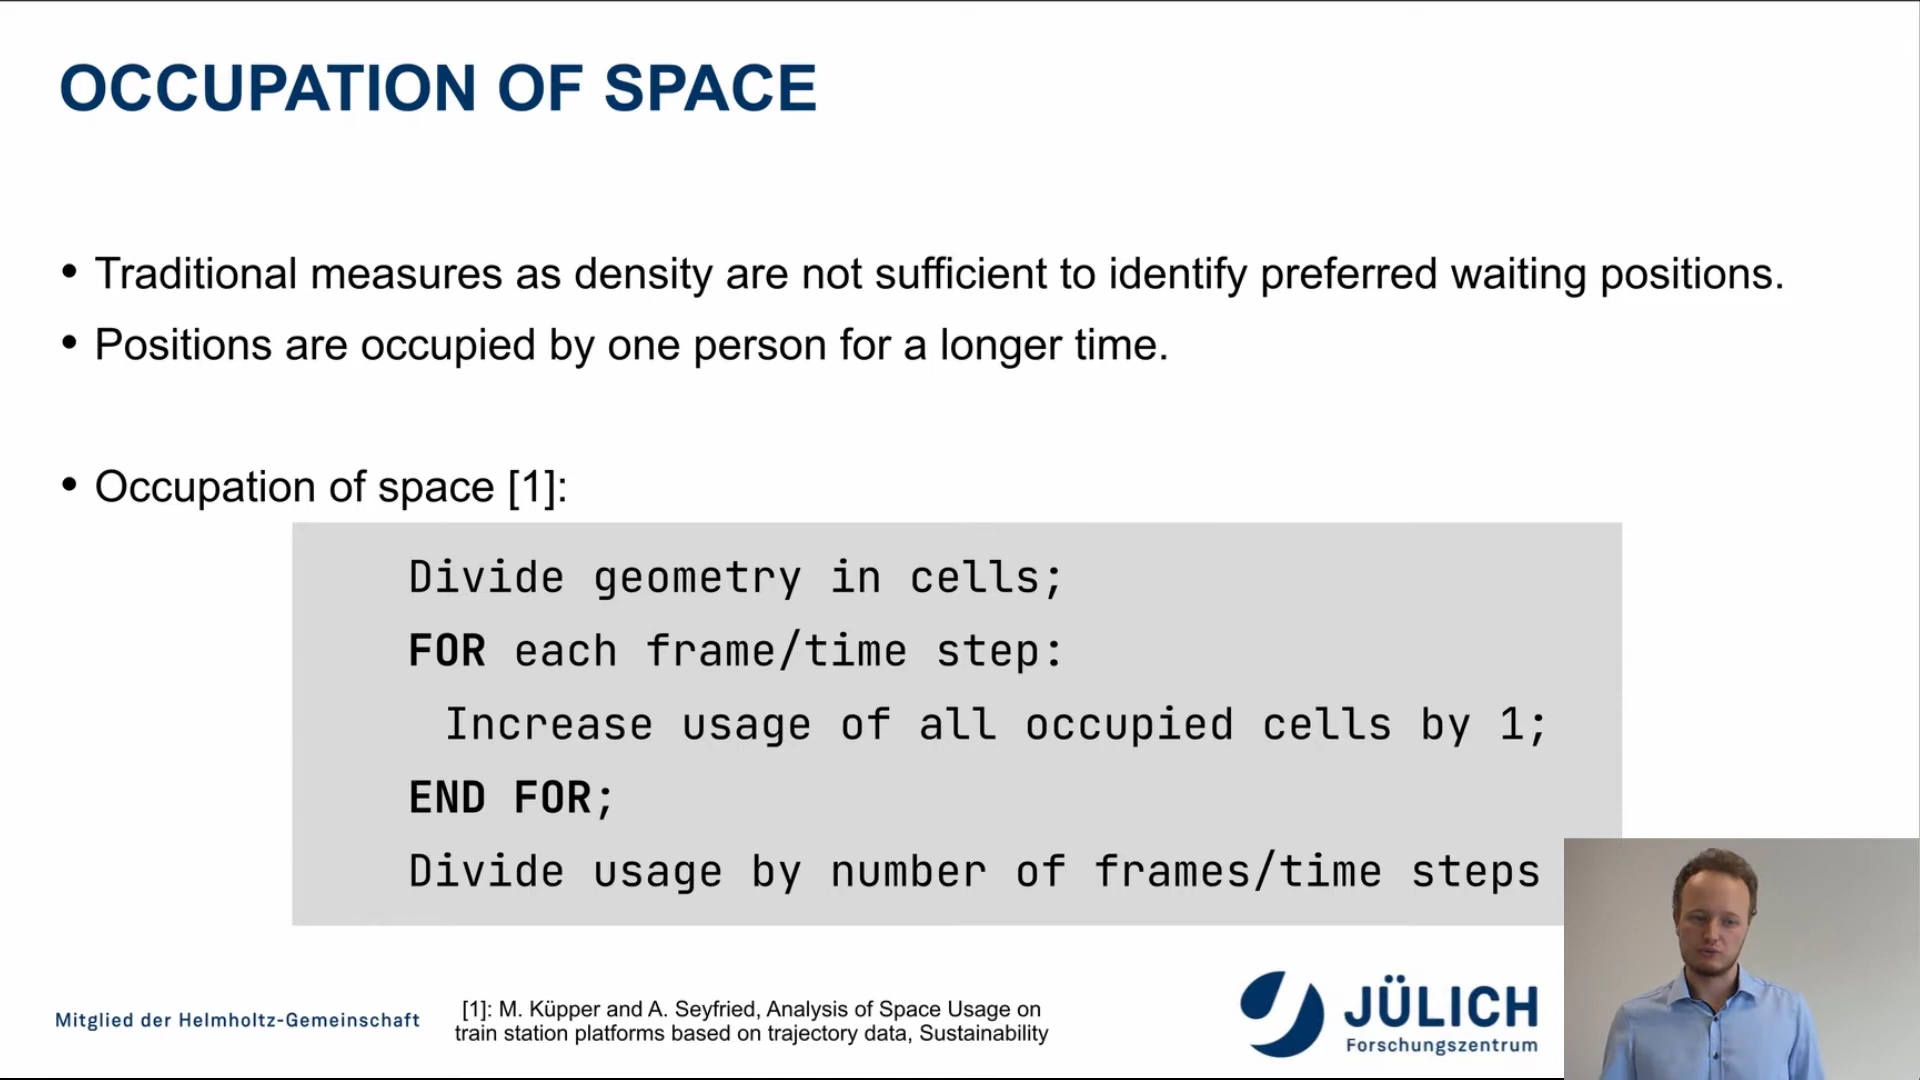 OCCUPATION OF SPACE
• Traditional measures as density are not sufficient to identify preferred waiting positions.
• Positions are occupied by one person for a longer time.
• Occupation of space [1]:
Divide geometry in cells;
FOR each frame/time step:
Increase usage of all occupied cells by 1;
END FOR;
Divide usage by number of frames/time steps
Mitglied der Helmholtz-Gemeinschaft
[1]: M. Küpper and A. Seyfried, Analysis of Space Usage on
train station platforms based on trajectory data, Sustainability
JÜLICH
Forschungszentrum